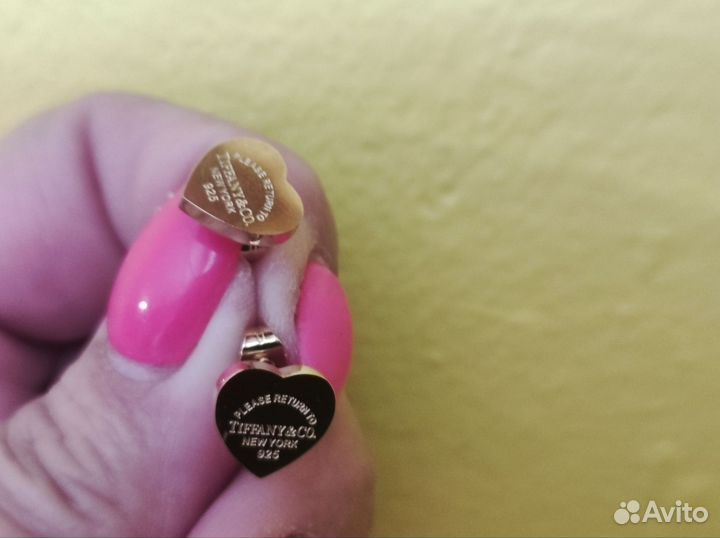 PLEASE RETURN TO
TIFFANY & CO.
NEW YORK
925
PLEASE RETURN TO
TIFFANY & CO.
NEW YORK
925
Avito